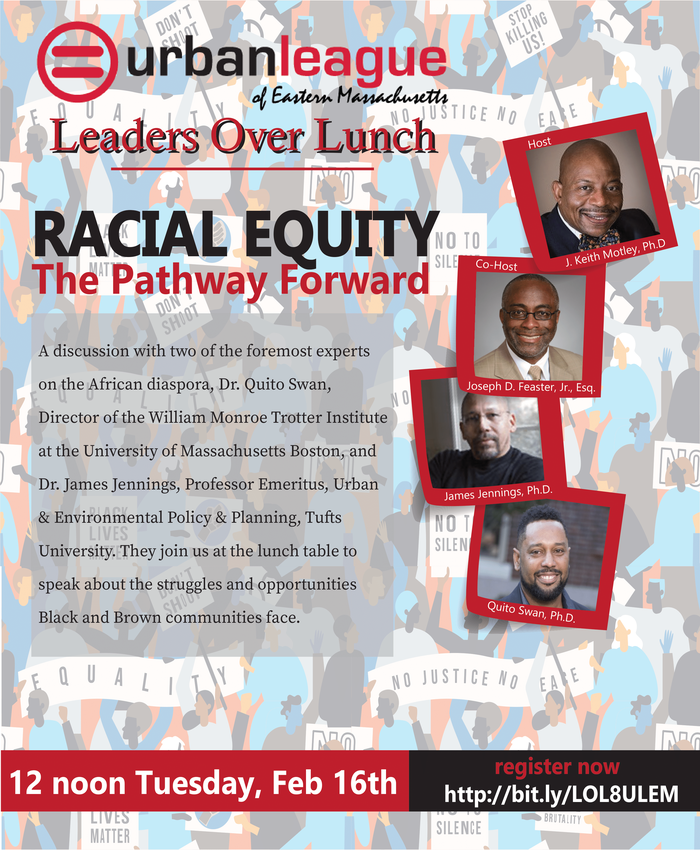 DON'T
SHOOT
STOP
KILLING
US!
urbanleague
of Eastern Massachusetts
EQUALITY
NO JUSTICE NO
Leaders Over Lunch
Host
J. Keith Motley, Ph.D
RACIAL EQUITY
NO TO
MATTER
The Pathway Forward
Co-Host
Joseph D. Feaster, Jr., Esq.
DON'T
SHOOT
A discussion with two of the foremost experts
on the African diaspora, Dr. Quito Swan,
Director of the William Monroe Trotter Institute
at the University of Massachusetts Boston, and
Dr. James Jennings, Professor Emeritus, Urban
& Environmental Policy & Planning, Tufts
University. They join us at the lunch table to
speak about the struggles and opportunities
Black and Brown communities face.
James Jennings, Ph.D.
Quito Swan, Ph.D.
EQUALITY
NO JUSTICE NO
12 noon Tuesday, Feb 16th
register now
http://bit.ly/LOL8ULEM
LIVES
MATTER
SILENCE
BRUTALITY